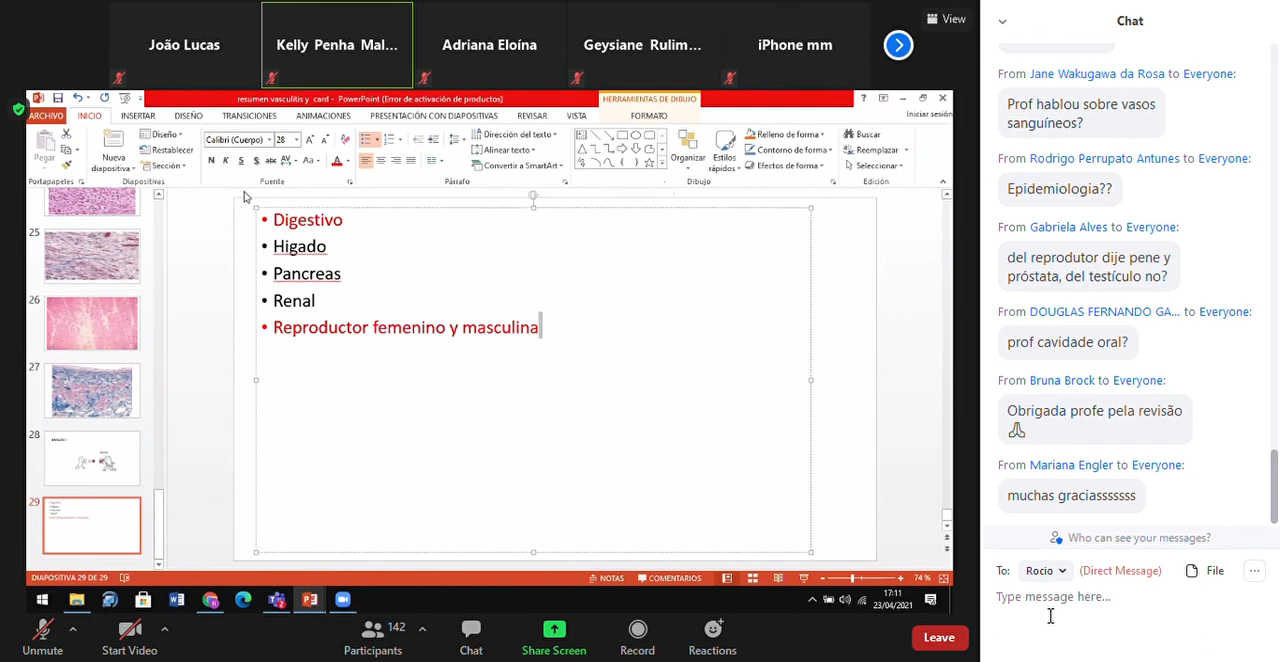 João Lucas
Kelly Penha Mal...
Adriana Eloína
Geysiane Rulim...
iPhone mm
View
resumen vasculitis y card - PowerPoint (Error de activación de productos)
HERRAMIENTAS DE DIBUJO
ARCHIVO
INICIO
INSERTAR
DISEÑO
TRANSICIONES
ANIMACIONES
PRESENTACIÓN CON DIAPOSITIVAS
REVISAR
VISTA
FORMATO
Iniciar sesión
Pegar
Nueva
diapositiva
Diseño
Restablecer
Sección
Calibri (Cuerpo)
28
N K S S abc AV Aa A
Dirección del texto
Alinear texto
Convertir a SmartArt
Organizar
Estilos
rápidos
Relleno de forma
Contorno de forma
Efectos de forma
Buscar
Reemplazar
Seleccionar
Portapapeles
Diapositivas
Fuente
Párrafo
Dibujo
Edición
25
26
27
28
29
• Digestivo
• Higado
• Pancreas
• Renal
• Reproductor femenino y masculina
DIAPOSITIVA 29 DE 29
NOTAS
COMENTARIOS
74 %
17:11
23/04/2021
Unmute
Start Video
Participants
142
Chat
Share Screen
Record
Reactions
Leave
Chat
From Jane Wakugawa da Rosa to Everyone:
Prof hablou sobre vasos
sanguíneos?
From Rodrigo Perrupato Antunes to Everyone:
Epidemiologia??
From Gabriela Alves to Everyone:
del reprodutor dije pene y
próstata, del testículo no?
From DOUGLAS FERNANDO GA... to Everyone:
prof cavidade oral?
From Bruna Brock to Everyone:
Obrigada profe pela revisão
🙏
From Mariana Engler to Everyone:
muchas graciasssssss
Who can see your messages?
To: Rocio (Direct Message) File ...
Type message here...